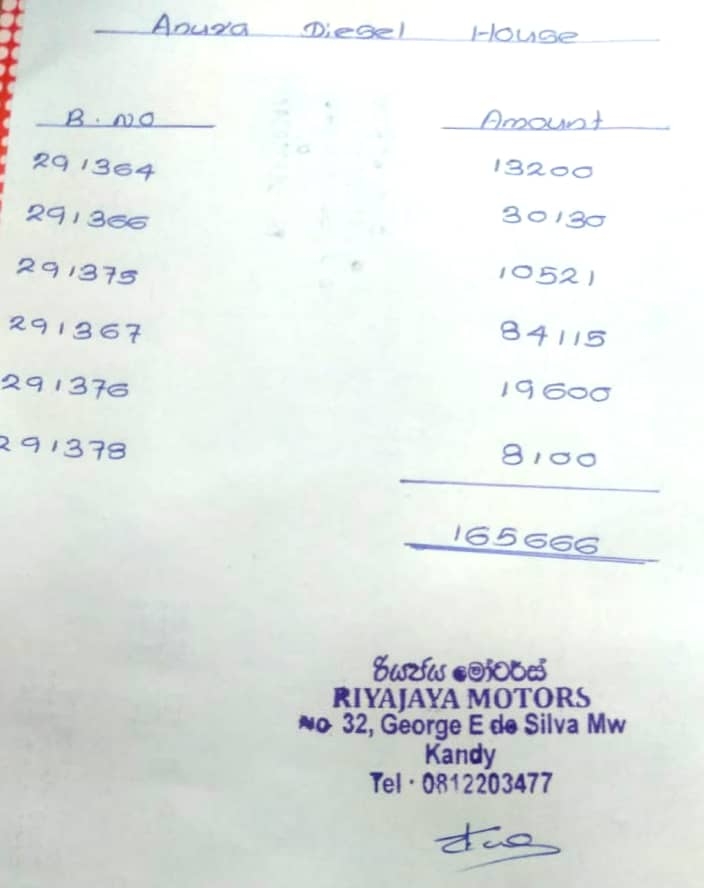 Anura Diesel House
B. NO Amount
291364 13200
291366 30130
291375 10521
291367 84115
291376 19600
291378 8100
165666
රියජය මෝටර්ස්
RIYAJAYA MOTORS
No 32, George E de Silva Mw
Kandy
Tel · 0812203477